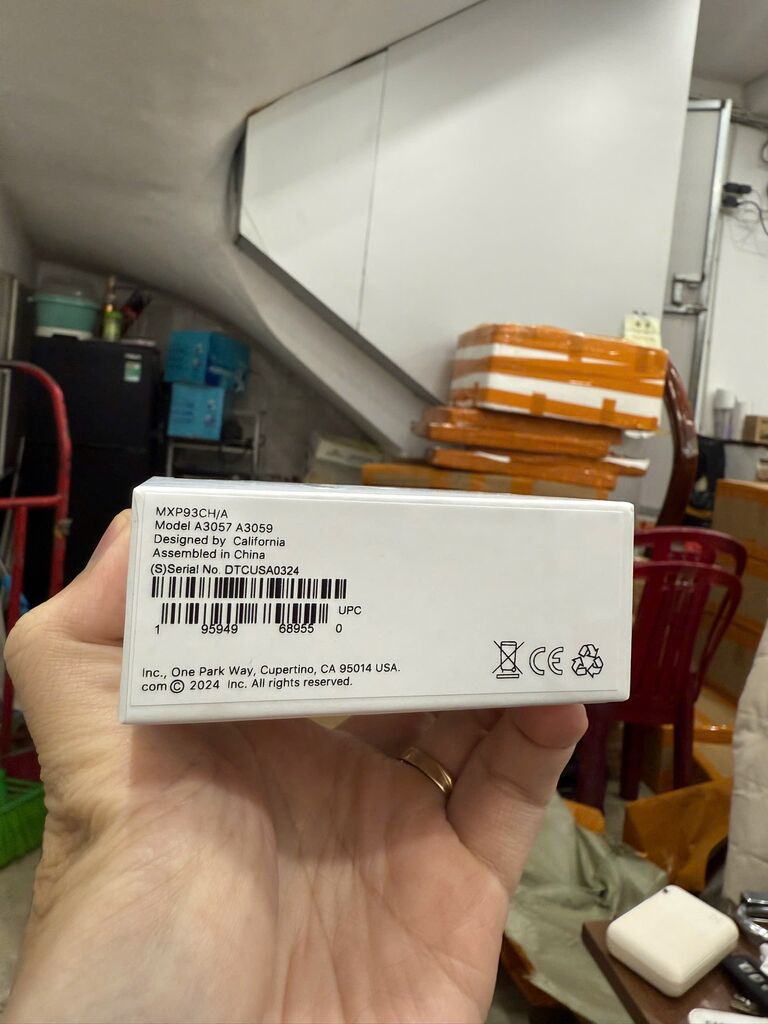 MXP93CH/A
Model A3057 A3059
Designed by California
Assembled in China
(S)Serial No. DTCUSA0324
UPC
1 95949 68955 0
Inc., One Park Way, Cupertino, CA 95014 USA.
com © 2024 Inc. All rights reserved.
CE